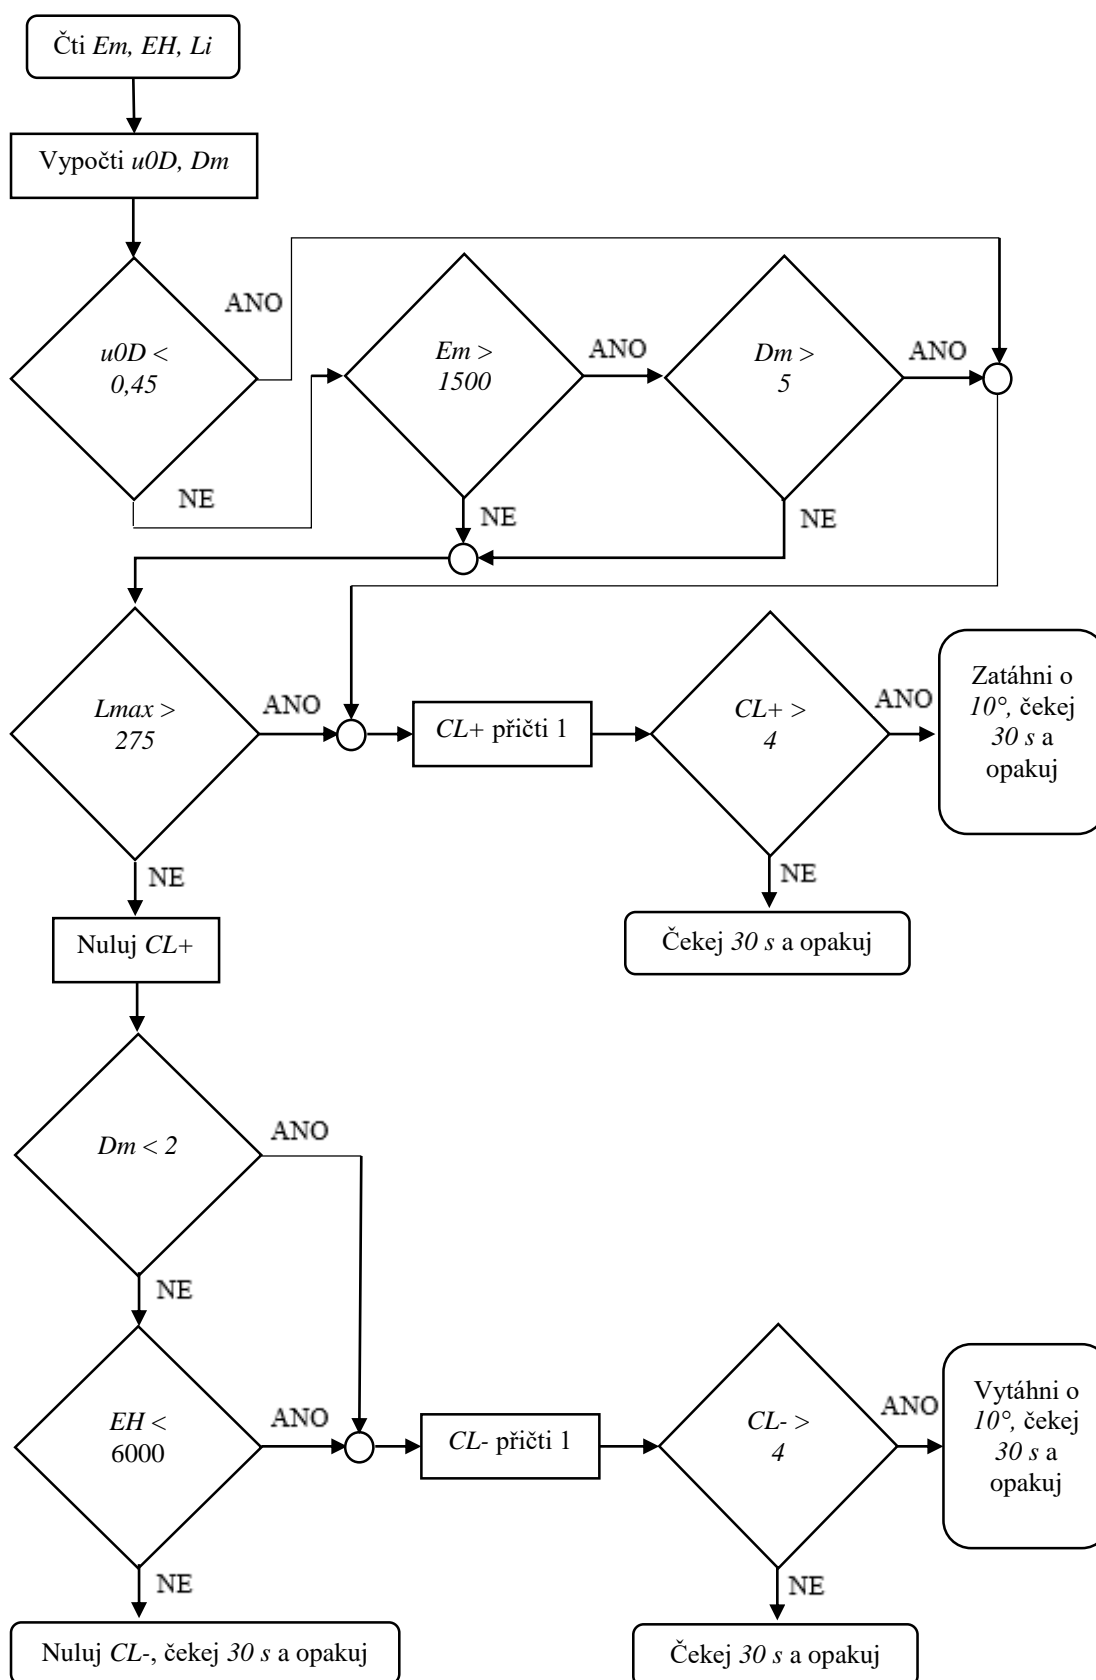 Čti Em, EH, Li
Vypočti u0D, Dm
u0D <
0,45
ANO
NE
Em >
1500
ANO
NE
Dm >
5
ANO
NE
Lmax >
275
ANO
NE
CL+ přičti 1
CL+ >
4
ANO
NE
Zatáhni o
10°, čekej
30 s a
opakuj
Čekej 30 s a opakuj
Nuluj CL+
Dm < 2
ANO
NE
EH <
6000
ANO
NE
CL- přičti 1
CL- >
4
ANO
NE
Vytáhni o
10°, čekej
30 s a
opakuj
Nuluj CL-, čekej 30 s a opakuj
Čekej 30 s a opakuj